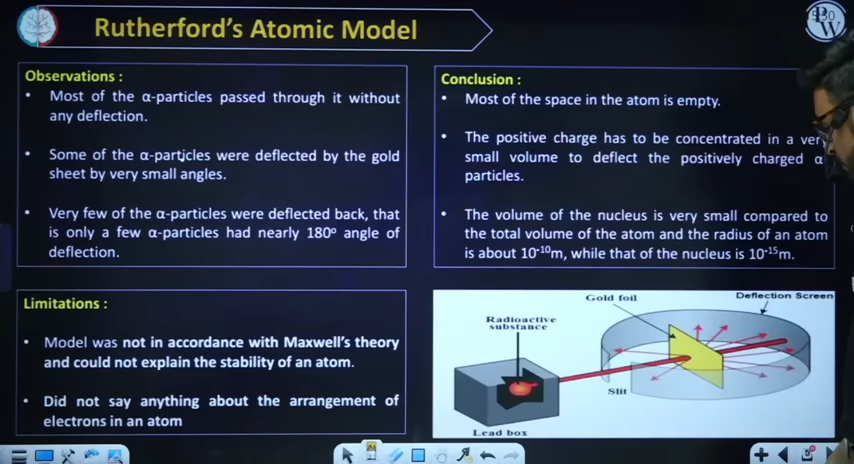 Rutherford's Atomic Model
Observations :
• Most of the α-particles passed through it without
any deflection.
• Some of the α-particles were deflected by the gold
sheet by very small angles.
• Very few of the α-particles were deflected back, that
is only a few α-particles had nearly 180° angle of
deflection.
Conclusion :
• Most of the space in the atom is empty.
• The positive charge has to be concentrated in a very
small volume to deflect the positively charged α
particles.
• The volume of the nucleus is very small compared to
the total volume of the atom and the radius of an atom
is about 10⁻¹⁰m, while that of the nucleus is 10⁻¹⁵m.
Limitations :
• Model was not in accordance with Maxwell's theory
and could not explain the stability of an atom.
• Did not say anything about the arrangement of
electrons in an atom
Gold foil
Deflection Screen
Radioactive
substance
Slit
Lead box